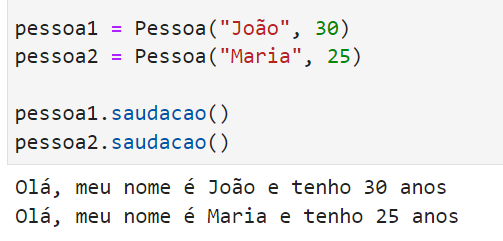 pessoa1 = Pessoa("João", 30)
pessoa2 = Pessoa("Maria", 25)
pessoa1.saudacao()
pessoa2.saudacao()
Olá, meu nome é João e tenho 30 anos
Olá, meu nome é Maria e tenho 25 anos